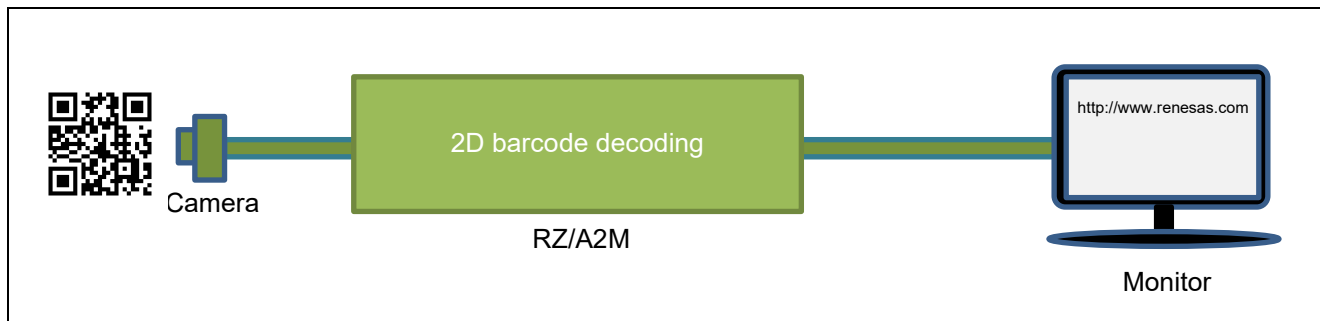 http://www.renesas.com
2D barcode decoding
Camera
RZ/A2M
Monitor